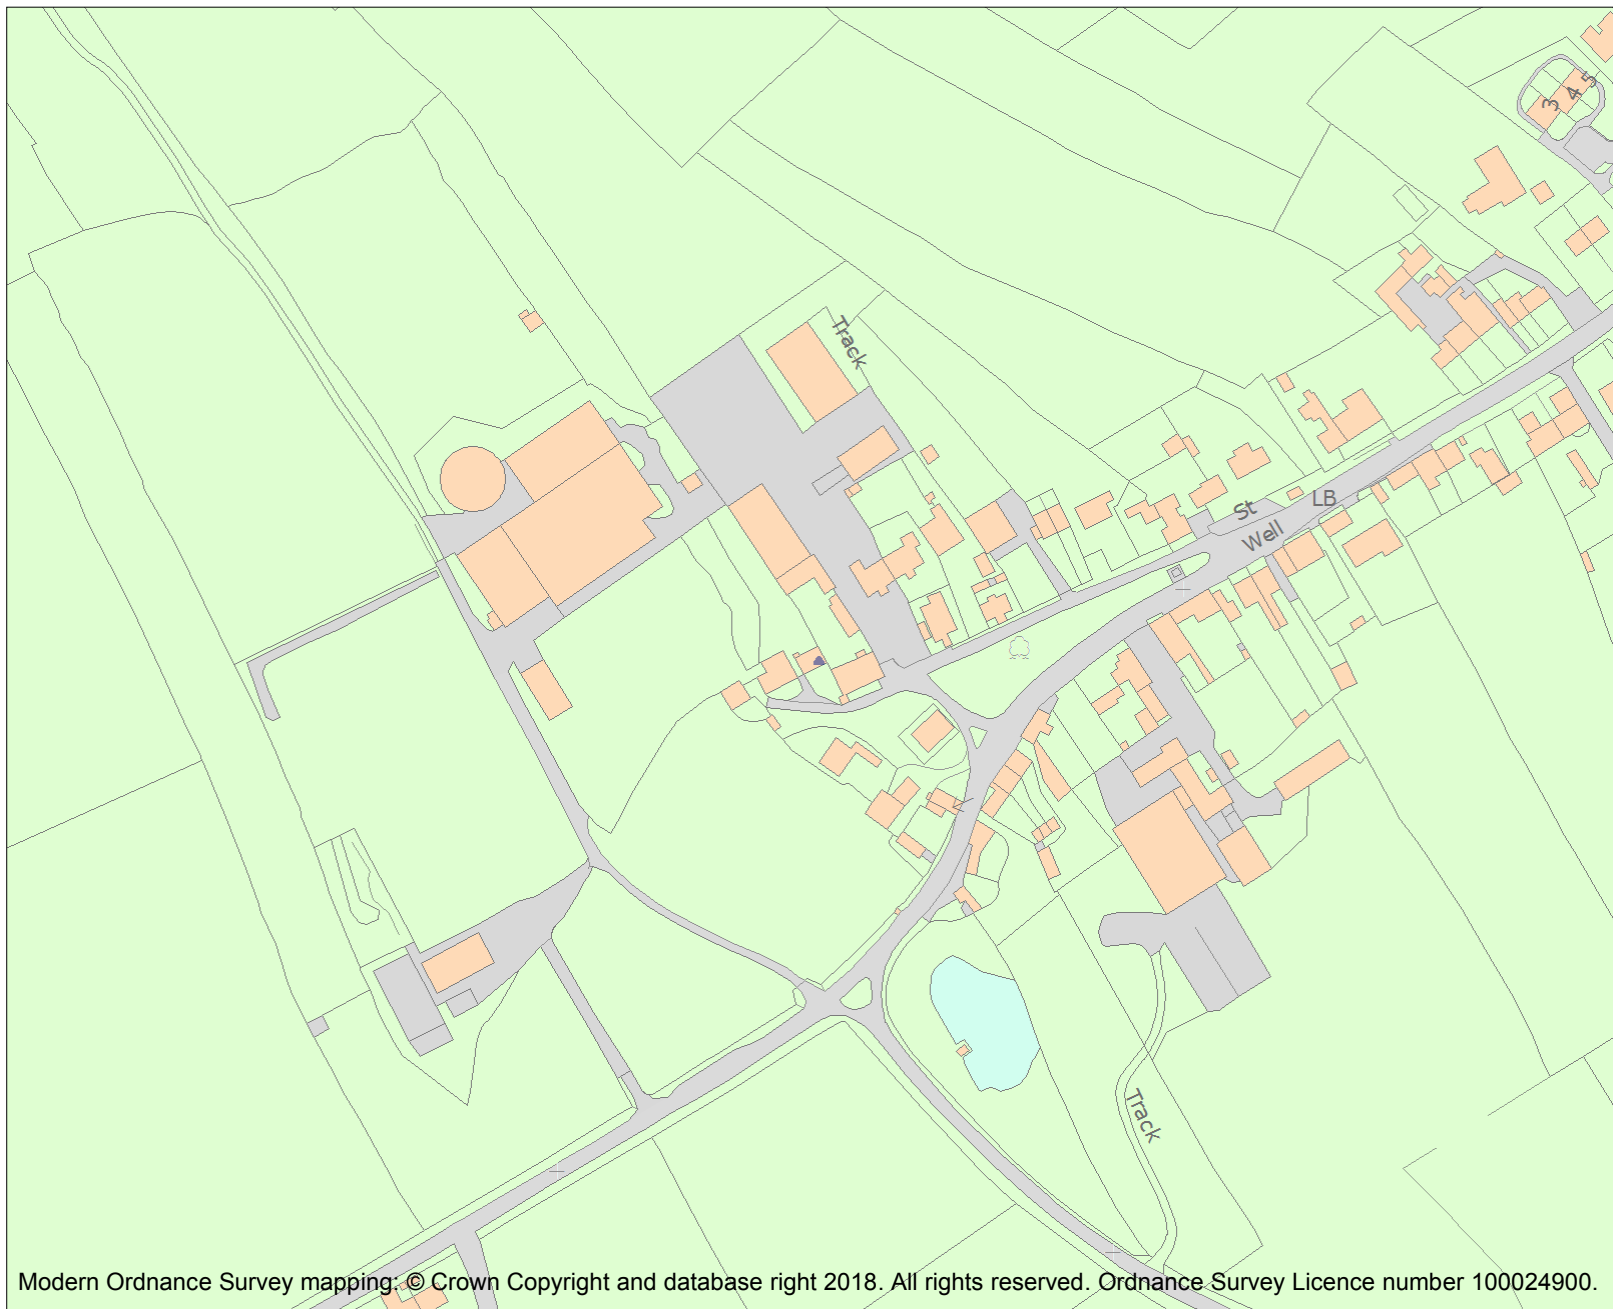 3
4
5
Track
St
Well
LB
Track
Modern Ordnance Survey mapping: © Crown Copyright and database right 2018. All rights reserved. Ordnance Survey Licence number 100024900.